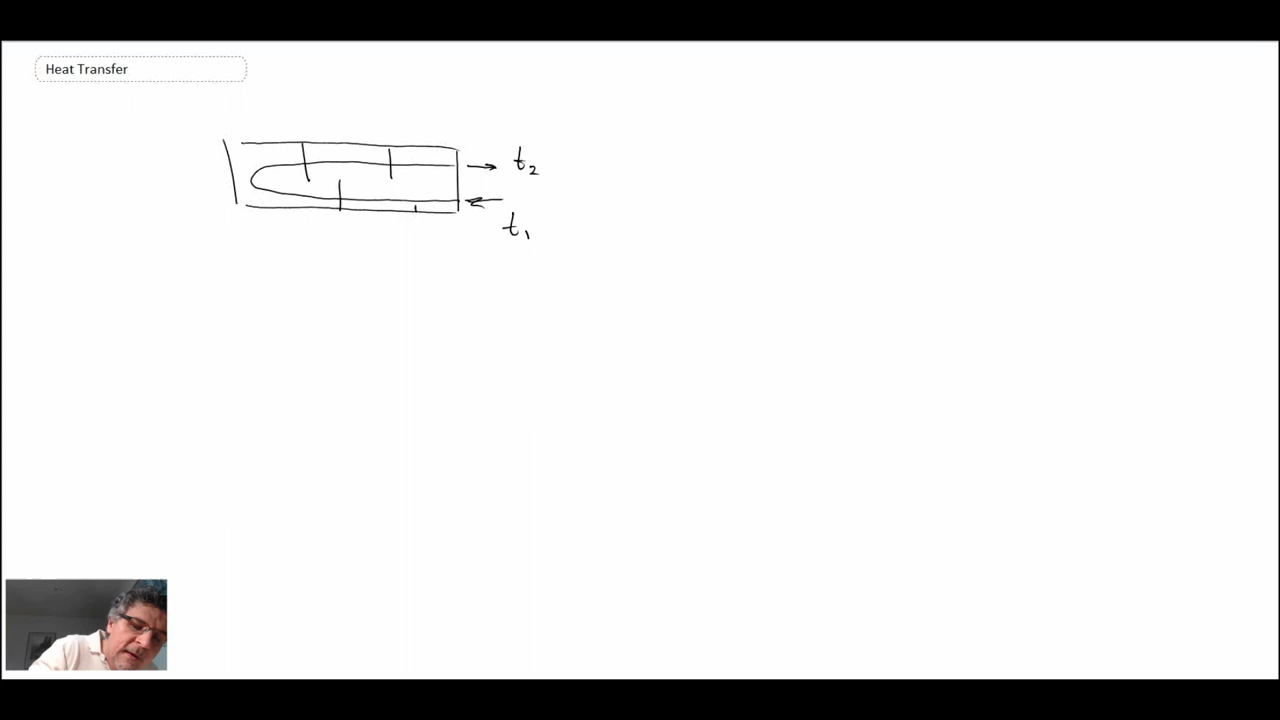 Heat Transfer
t₂
t₁